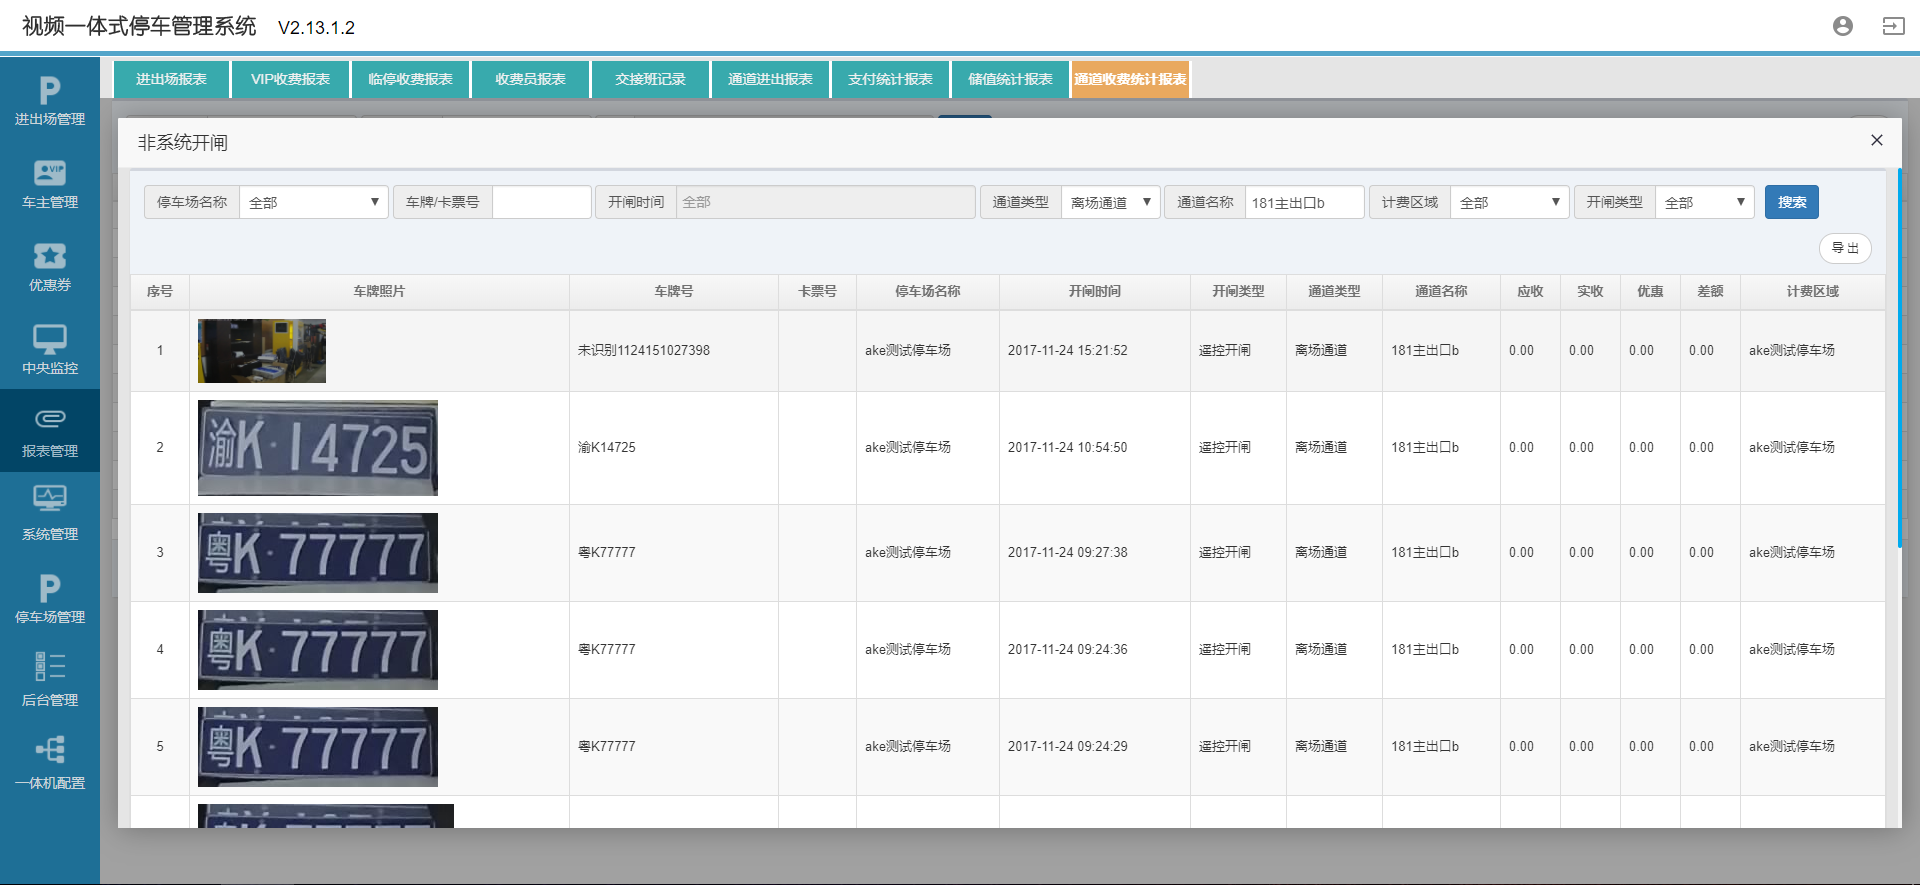 视频一体式停车管理系统 V2.13.1.2
进出场报表 VIP收费报表 临停收费报表 收费员报表 交接班记录 通道进出报表 支付统计报表 储值统计报表 通道收费统计报表
进出场管理
车主管理
优惠券
中央监控
报表管理
系统管理
停车场管理
后台管理
一体机配置
非系统开闸
停车场名称 全部 车牌/卡票号 开闸时间 全部 通道类型 离场通道 通道名称 181主出口b 计费区域 全部 开闸类型 全部 搜索
导出
序号 车牌照片 车牌号 卡票号 停车场名称 开闸时间 开闸类型 通道类型 通道名称 应收 实收 优惠 差额 计费区域
1 未识别1124151027398 ake测试停车场 2017-11-24 15:21:52 遥控开闸 离场通道 181主出口b 0.00 0.00 0.00 0.00 ake测试停车场
2 渝K·14725 渝K14725 ake测试停车场 2017-11-24 10:54:50 遥控开闸 离场通道 181主出口b 0.00 0.00 0.00 0.00 ake测试停车场
3 粤K·77777 粤K77777 ake测试停车场 2017-11-24 09:27:38 遥控开闸 离场通道 181主出口b 0.00 0.00 0.00 0.00 ake测试停车场
4 粤K·77777 粤K77777 ake测试停车场 2017-11-24 09:24:36 遥控开闸 离场通道 181主出口b 0.00 0.00 0.00 0.00 ake测试停车场
5 粤K·77777 粤K77777 ake测试停车场 2017-11-24 09:24:29 遥控开闸 离场通道 181主出口b 0.00 0.00 0.00 0.00 ake测试停车场